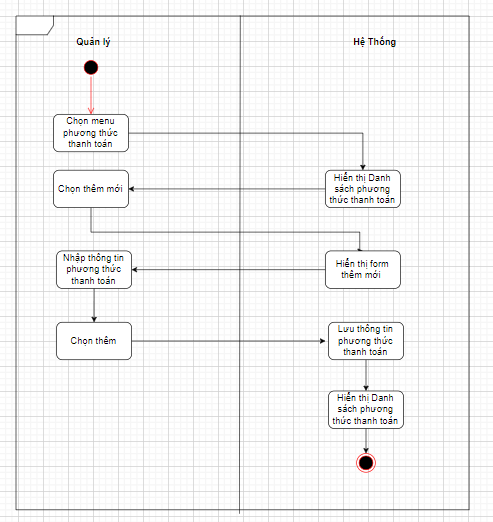 Quản lý
Hệ Thống
Chọn menu
phương thức
thanh toán
Hiển thị Danh
sách phương
thức thanh toán
Chọn thêm mới
Nhập thông tin
phương thức
thanh toán
Hiển thị form
thêm mới
Chọn thêm
Lưu thông tin
phương thức
thanh toán
Hiển thị Danh
sách phương
thức thanh toán